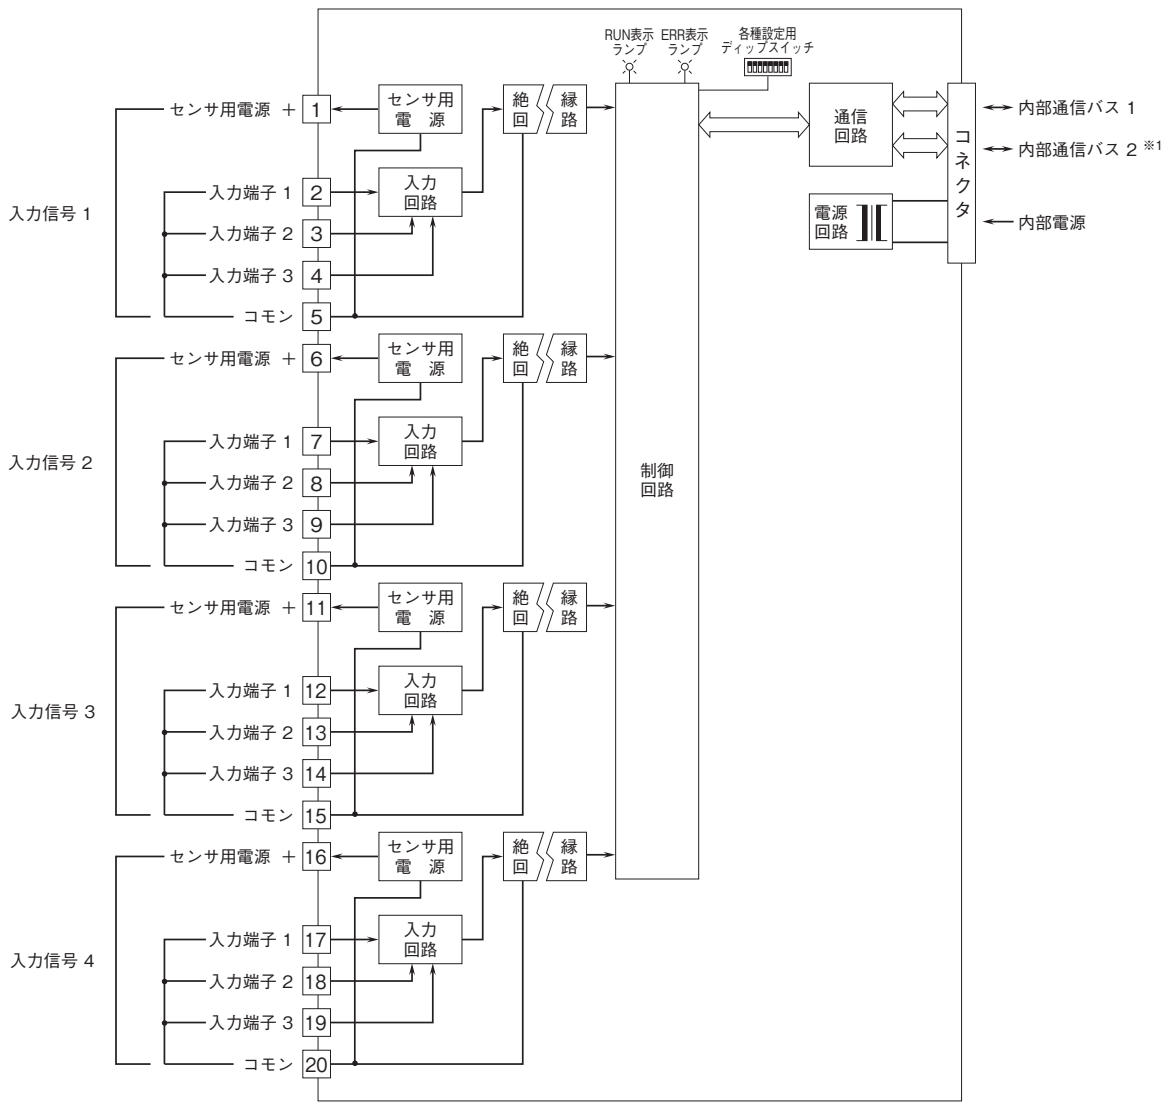 RUN表示
ランプ
ERR表示
ランプ
各種設定用
ディップスイッチ
入力信号 1
センサ用電源 + 1
入力端子 1 2
入力端子 2 3
入力端子 3 4
コモン 5
センサ用
電 源
入力
回路
絶 縁
回 路
入力信号 2
センサ用電源 + 6
入力端子 1 7
入力端子 2 8
入力端子 3 9
コモン 10
センサ用
電 源
入力
回路
絶 縁
回 路
入力信号 3
センサ用電源 + 11
入力端子 1 12
入力端子 2 13
入力端子 3 14
コモン 15
センサ用
電 源
入力
回路
絶 縁
回 路
入力信号 4
センサ用電源 + 16
入力端子 1 17
入力端子 2 18
入力端子 3 19
コモン 20
センサ用
電 源
入力
回路
絶 縁
回 路
制御
回路
通信
回路
電源
回路
コネクタ
内部通信バス 1
内部通信バス 2 ※1
内部電源